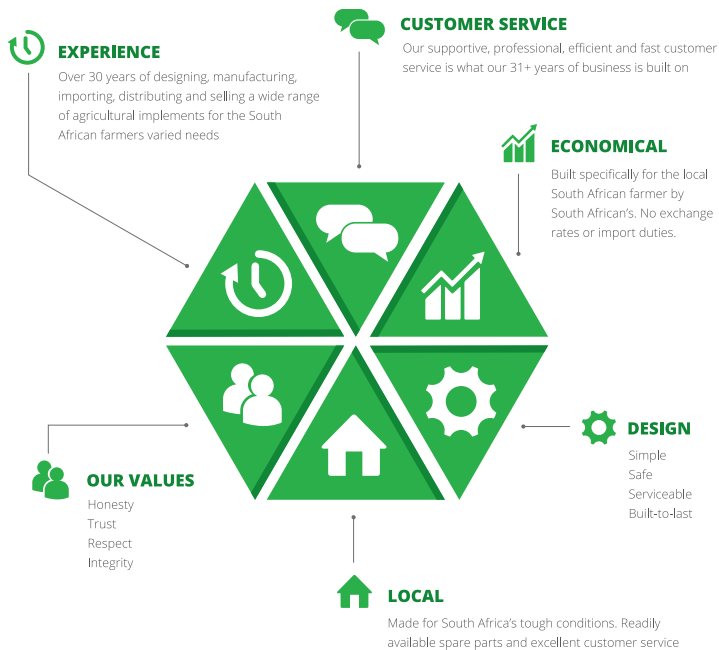 CUSTOMER SERVICE
Our supportive, professional, efficient and fast customer
service is what our 31+ years of business is built on
EXPERIENCE
Over 30 years of designing, manufacturing,
importing, distributing and selling a wide range
of agricultural implements for the South
African farmers varied needs
ECONOMICAL
Built specifically for the local
South African farmer by
South African's. No exchange
rates or import duties.
DESIGN
Simple
Safe
Serviceable
Built-to-last
OUR VALUES
Honesty
Trust
Respect
Integrity
LOCAL
Made for South Africa's tough conditions. Readily
available spare parts and excellent customer service